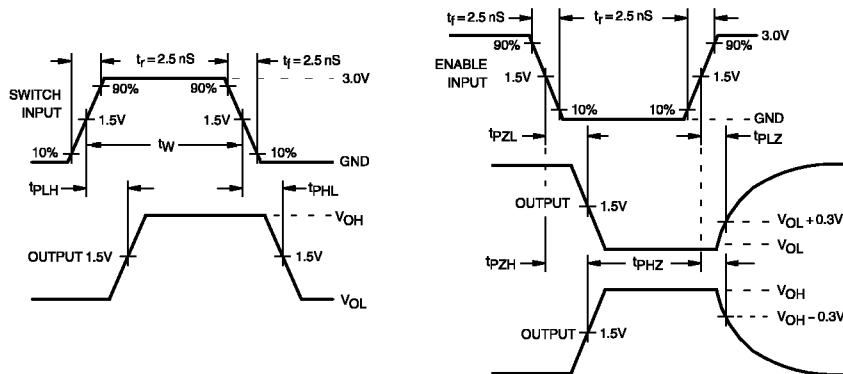 tr = 2.5 nS
tf = 2.5 nS
SWITCH
INPUT
90%
90%
3.0V
1.5V
1.5V
tW
10%
10%
GND
tPLH
tPHL
VOH
OUTPUT
1.5V
1.5V
VOL
tf = 2.5 nS
tr = 2.5 nS
3.0V
90%
90%
ENABLE
INPUT
1.5V
1.5V
10%
10%
GND
tPZL
tPLZ
OUTPUT
1.5V
VOL + 0.3V
VOL
tPZH
tPHZ
VOH
VOH – 0.3V
OUTPUT
1.5V